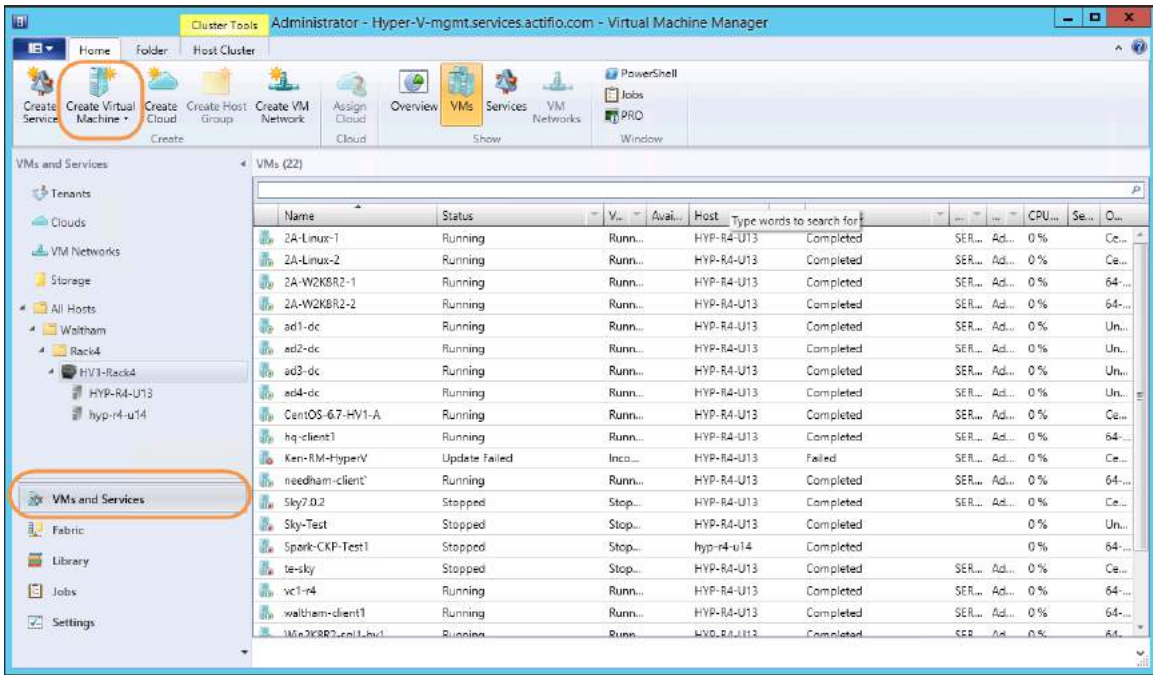 Cluster Tools Administrator - Hyper-V-mgmt.services.actifio.com - Virtual Machine Manager
Home Folder Host Cluster
Create Service
Create Virtual Machine
Create Cloud
Create Host Group
Create VM Network
Assign Cloud
Overview
VMs
Services
VM Networks
PowerShell
Jobs
PRO
Create Cloud Show Window
VMs and Services
Tenants
Clouds
VM Networks
Storage
All Hosts
Waltham
Rack4
HV1-Rack4
HYP-R4-U13
hyp-r4-u14
VMs and Services
Fabric
Library
Jobs
Settings
VMs (22)
Name Status V... Avai... Host ... ... CPU... Se... O...
Type words to search for
2A-Linux-1 Running Runn... HYP-R4-U13 Completed SER... Ad... 0 % Ce...
2A-Linux-2 Running Runn... HYP-R4-U13 Completed SER... Ad... 0 % Ce...
2A-W2K8R2-1 Running Runn... HYP-R4-U13 Completed SER... Ad... 0 % 64-...
2A-W2K8R2-2 Running Runn... HYP-R4-U13 Completed SER... Ad... 0 % 64-...
ad1-dc Running Runn... HYP-R4-U13 Completed SER... Ad... 0 % Un...
ad2-dc Running Runn... HYP-R4-U13 Completed SER... Ad... 0 % Un...
ad3-dc Running Runn... HYP-R4-U13 Completed SER... Ad... 0 % Un...
ad4-dc Running Runn... HYP-R4-U13 Completed SER... Ad... 0 % Un...
CentOS-6.7-HV1-A Running Runn... HYP-R4-U13 Completed SER... Ad... 0 % Ce...
hq-client1 Running Runn... HYP-R4-U13 Completed SER... Ad... 0 % 64-...
Ken-RM-HyperV Update Failed Inco... HYP-R4-U13 Failed SER... Ad... 0 % Ce...
needham-client` Running Runn... HYP-R4-U13 Completed SER... Ad... 0 % 64-...
Sky7.0.2 Stopped Stop... HYP-R4-U13 Completed SER... Ad... 0 % Ce...
Sky-Test Stopped Stop... HYP-R4-U13 Completed 0 % Un...
Spark-CKP-Test1 Stopped Stop... hyp-r4-u14 Completed 0 % 64-...
te-sky Stopped Stop... HYP-R4-U13 Completed SER... Ad... 0 % Ce...
vc1-r4 Running Runn... HYP-R4-U13 Completed SER... Ad... 0 % 64-...
waltham-client1 Running Runn... HYP-R4-U13 Completed SER... Ad... 0 % 64-...
Running Runn... HYP-R4-U13 Completed SER... Ad... 0 % 64-...